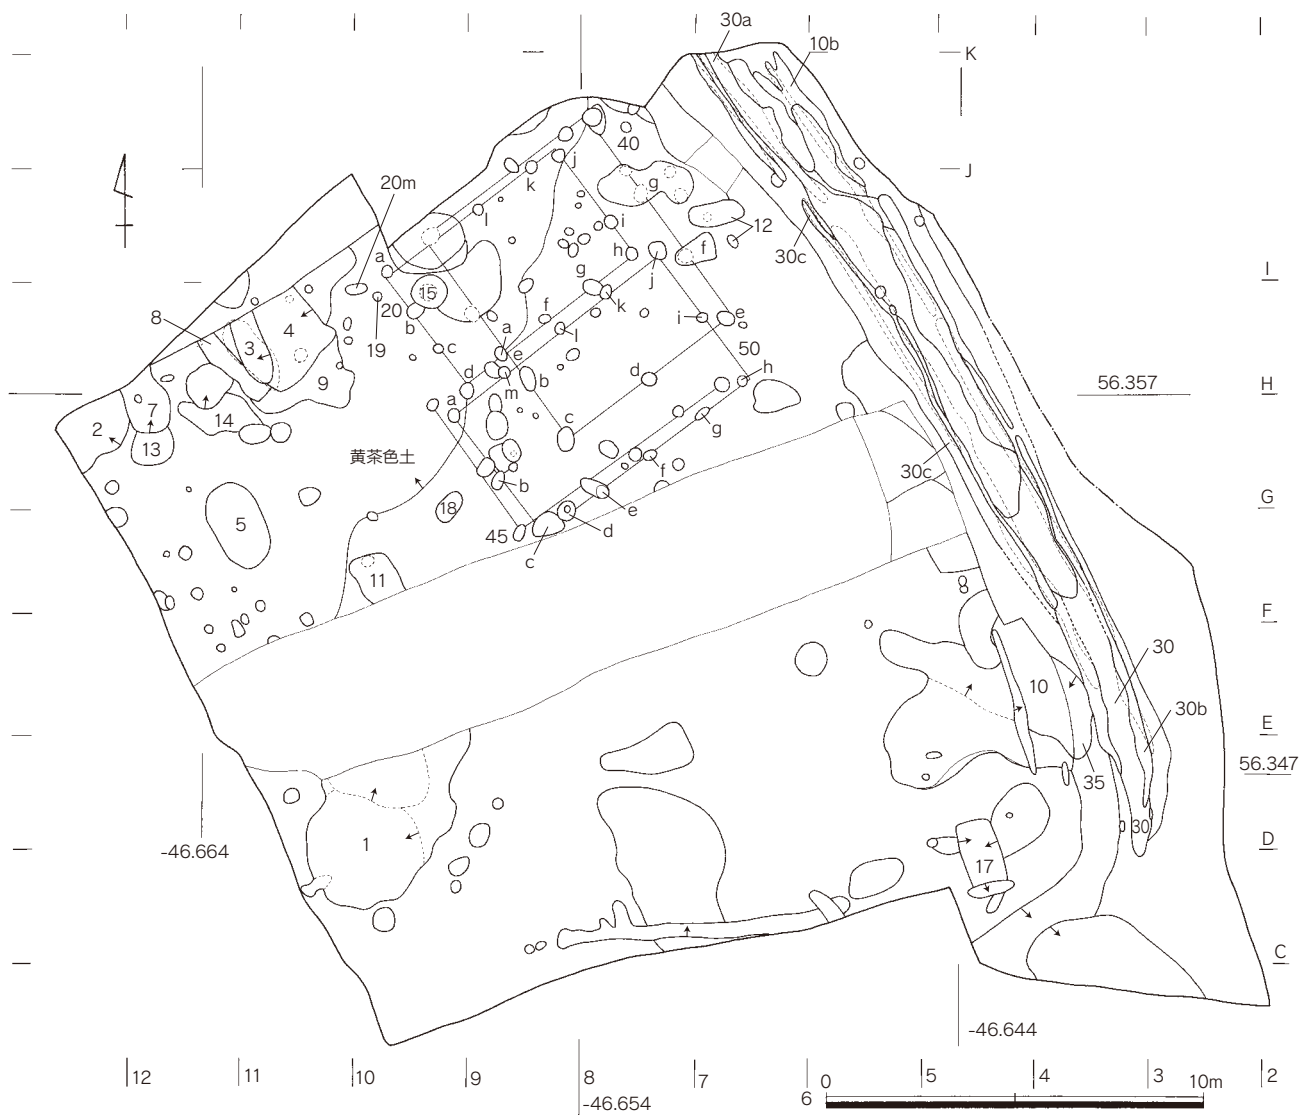 30a
10b
K
40
J
j
20m
k
g
l
i
12
30c
h
f
a
I
15
g
j
8
20
b
k
4
f
i
e
3
19
c
a
l
50
9
e
d
h
56.357
H
d
b
m
7
a
c
14
2
g
13
黄茶色土
f
30c
b
G
5
18
e
45
d
c
11
F
30
10
30b
E
56.347
35
30
-46.664
1
D
17
C
-46.644
12
11
10
9
8
7
6
0
5
4
3
10m
2
-46.654